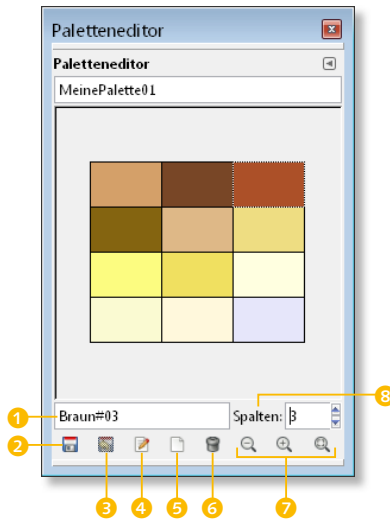 Paletteneditor
Paletteneditor
MeinePalette01
8
1 Braun#03 Spalten: 3
2
3 4 5 6 7